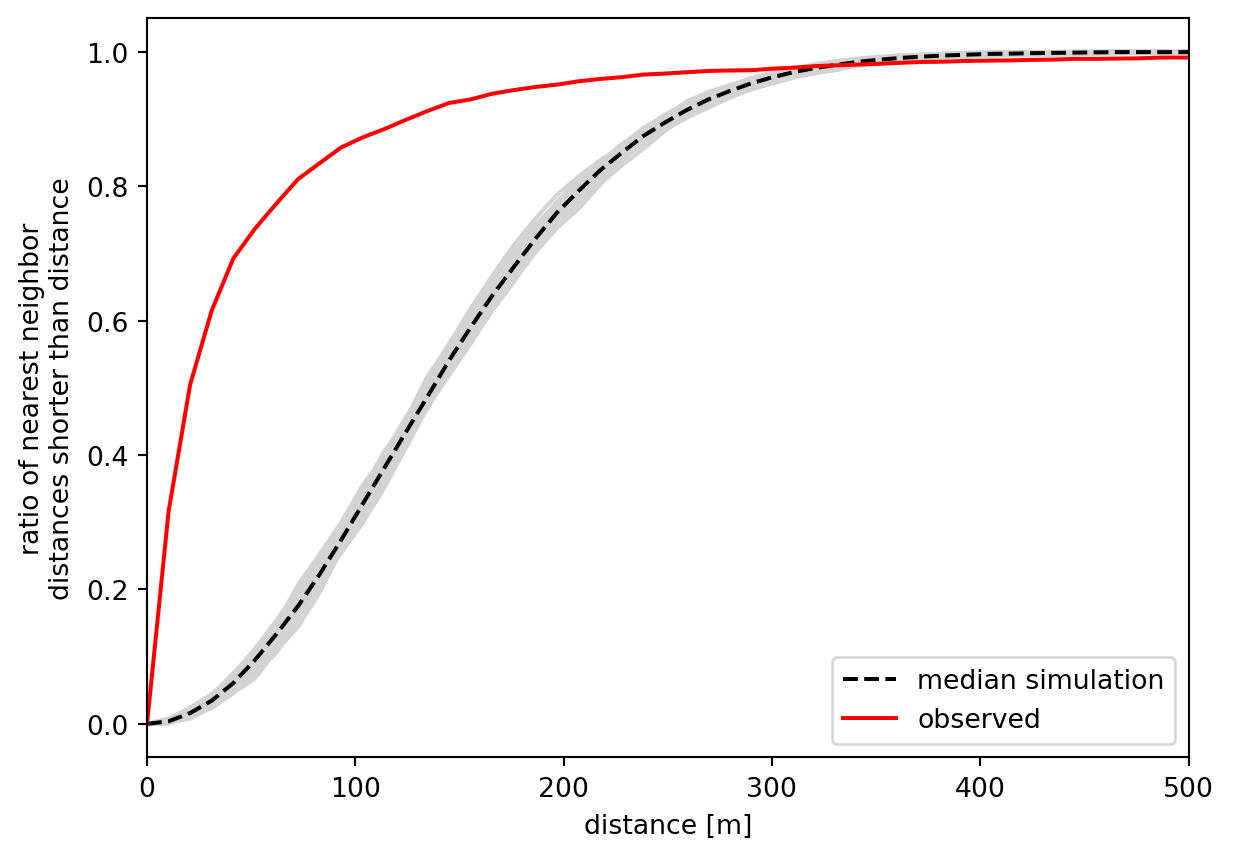 1.0
0.8
0.6
0.4
0.2
0.0
ratio of nearest neighbor
distances shorter than distance
median simulation
observed
0 100 200 300 400 500
distance [m]